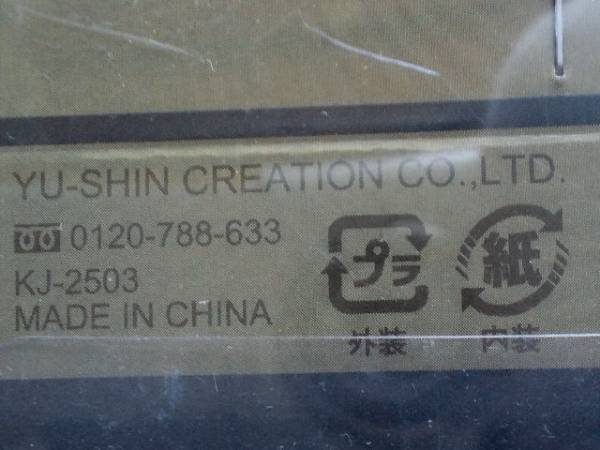 YU-SHIN CREATION CO.,LTD.
0120-788-633
KJ-2503
MADE IN CHINA
プラ
外装
紙
内装